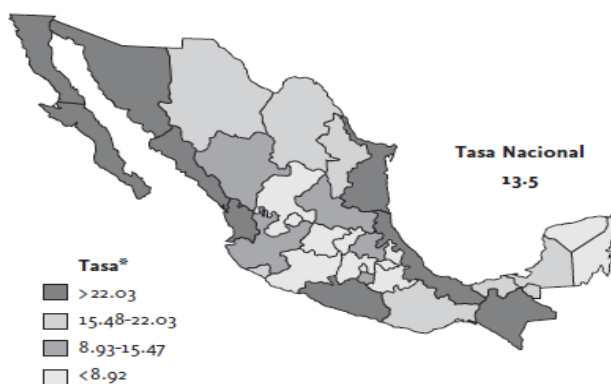 Tasa Nacional
13.5
Tasa*
>22.03
15.48-22.03
8.93-15.47
<8.92